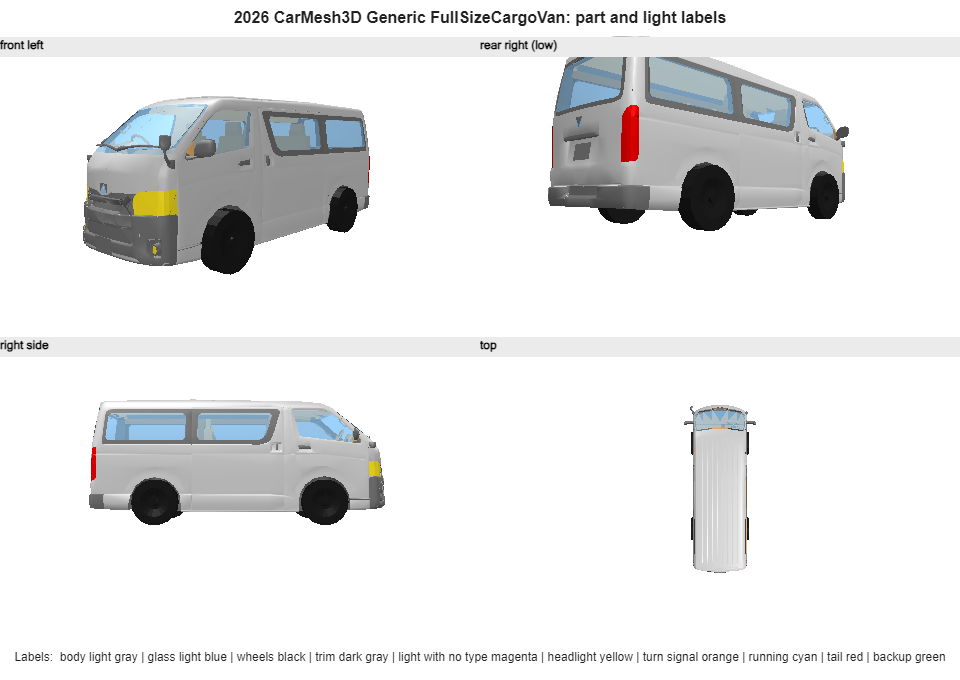 2026 CarMesh3D Generic FullSizeCargoVan: part and light labels
front left
rear right (low)
right side
top
Labels:  body light gray | glass light blue | wheels black | trim dark gray | light with no type magenta | headlight yellow | turn signal orange | running cyan | tail red | backup green